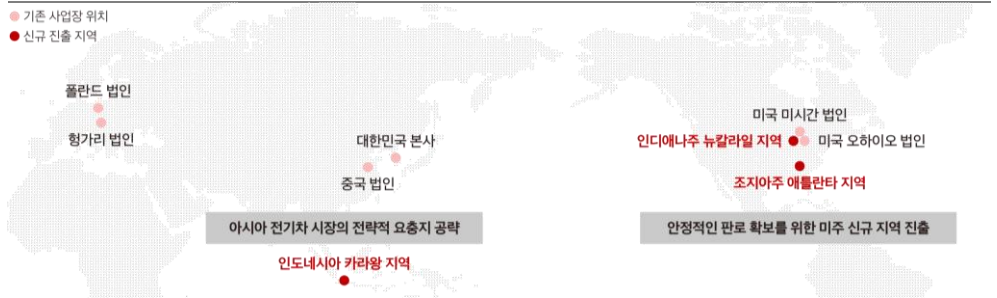 기존 사업장 위치
신규 진출 지역
폴란드 법인
헝가리 법인
대한민국 본사
중국 법인
아시아 전기차 시장의 전략적 요충지 공략
인도네시아 카라왕 지역
미국 미시간 법인
인디애나주 뉴칼라일 지역
미국 오하이오 법인
조지아주 애틀란타 지역
안정적인 판로 확보를 위한 미주 신규 지역 진출